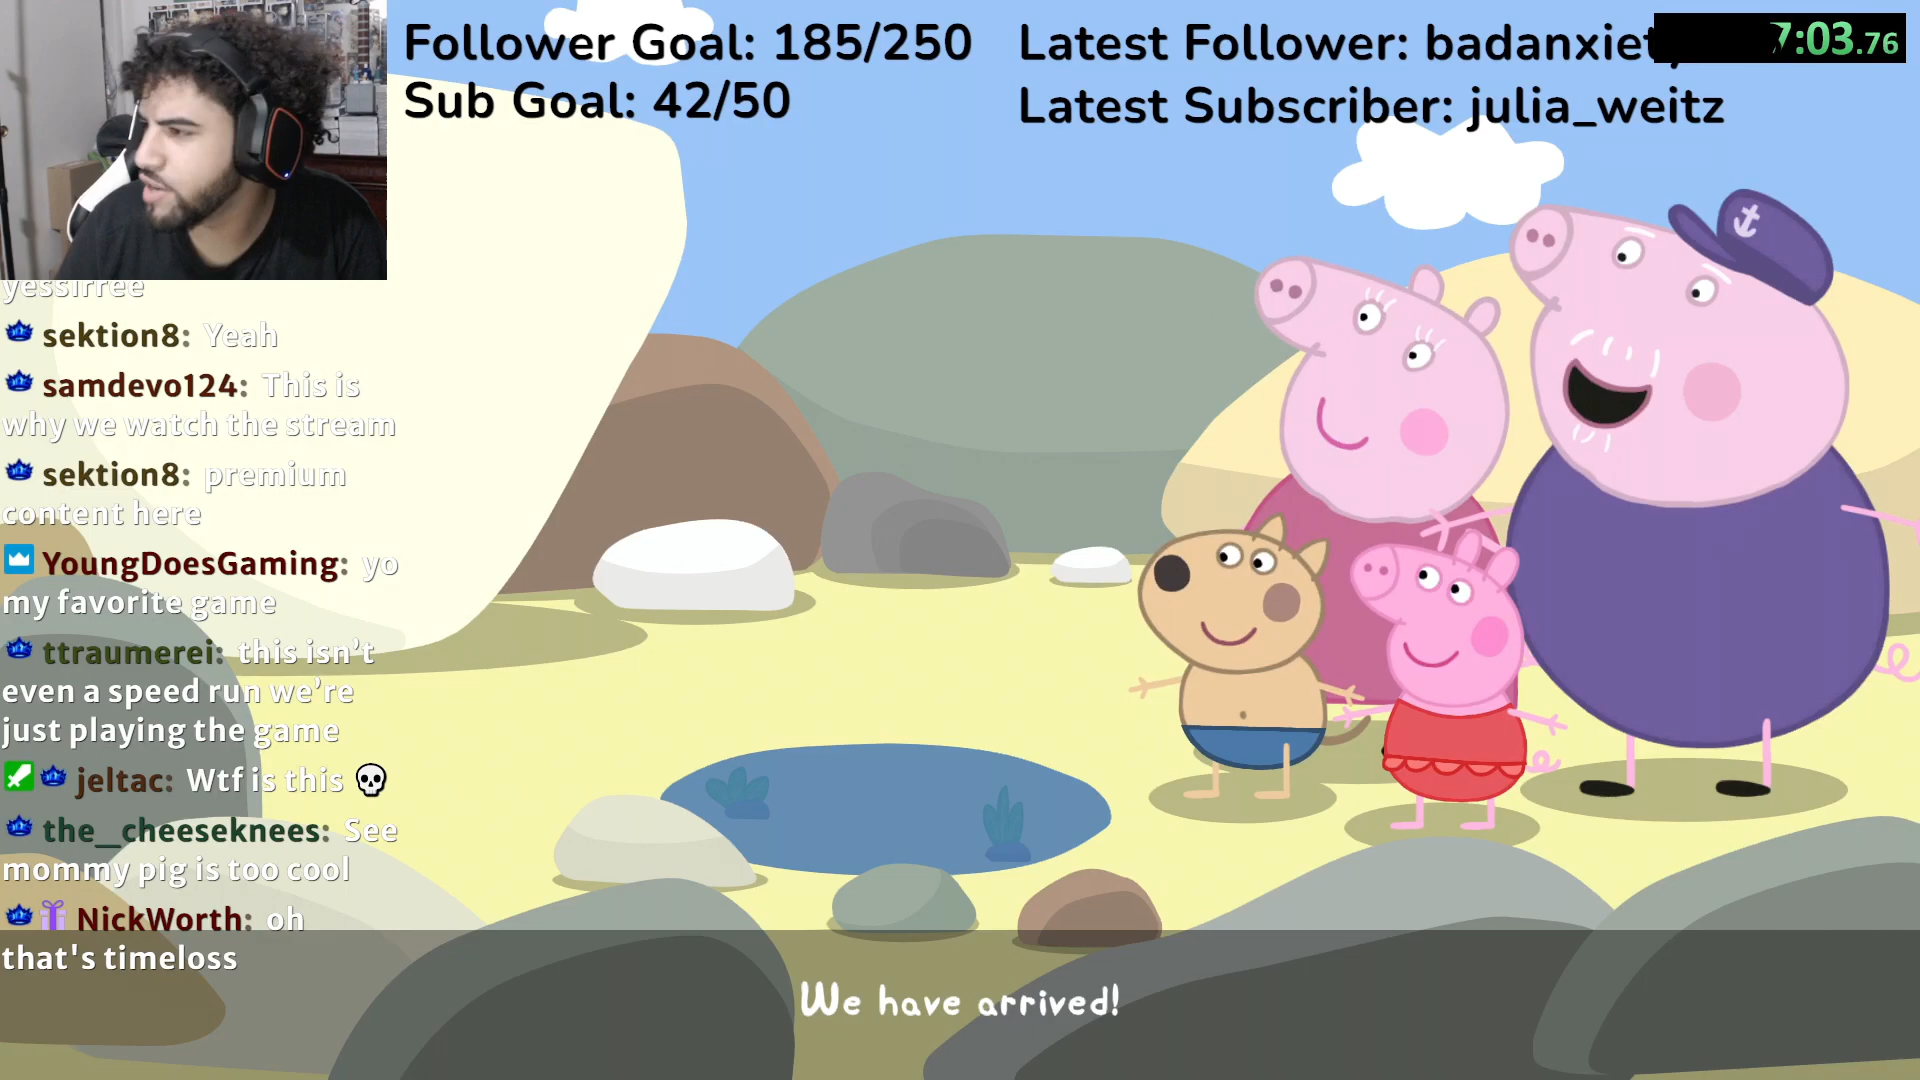 Follower Goal: 185/250
Sub Goal: 42/50
Latest Follower:
Latest Subscriber: julia_weitz
7:03.76
yessirree
sektion8: Yeah
samdevo124: This is
why we watch the stream
sektion8: premium
content here
YoungDoesGaming: yo
my favorite game
ttraumerei: this isn't
even a speed run we're
just playing the game
jeltac: Wtf is this 💀
the__cheeseknees: See
mommy pig is too cool
NickWorth: oh
that's timeloss
We have arrived!